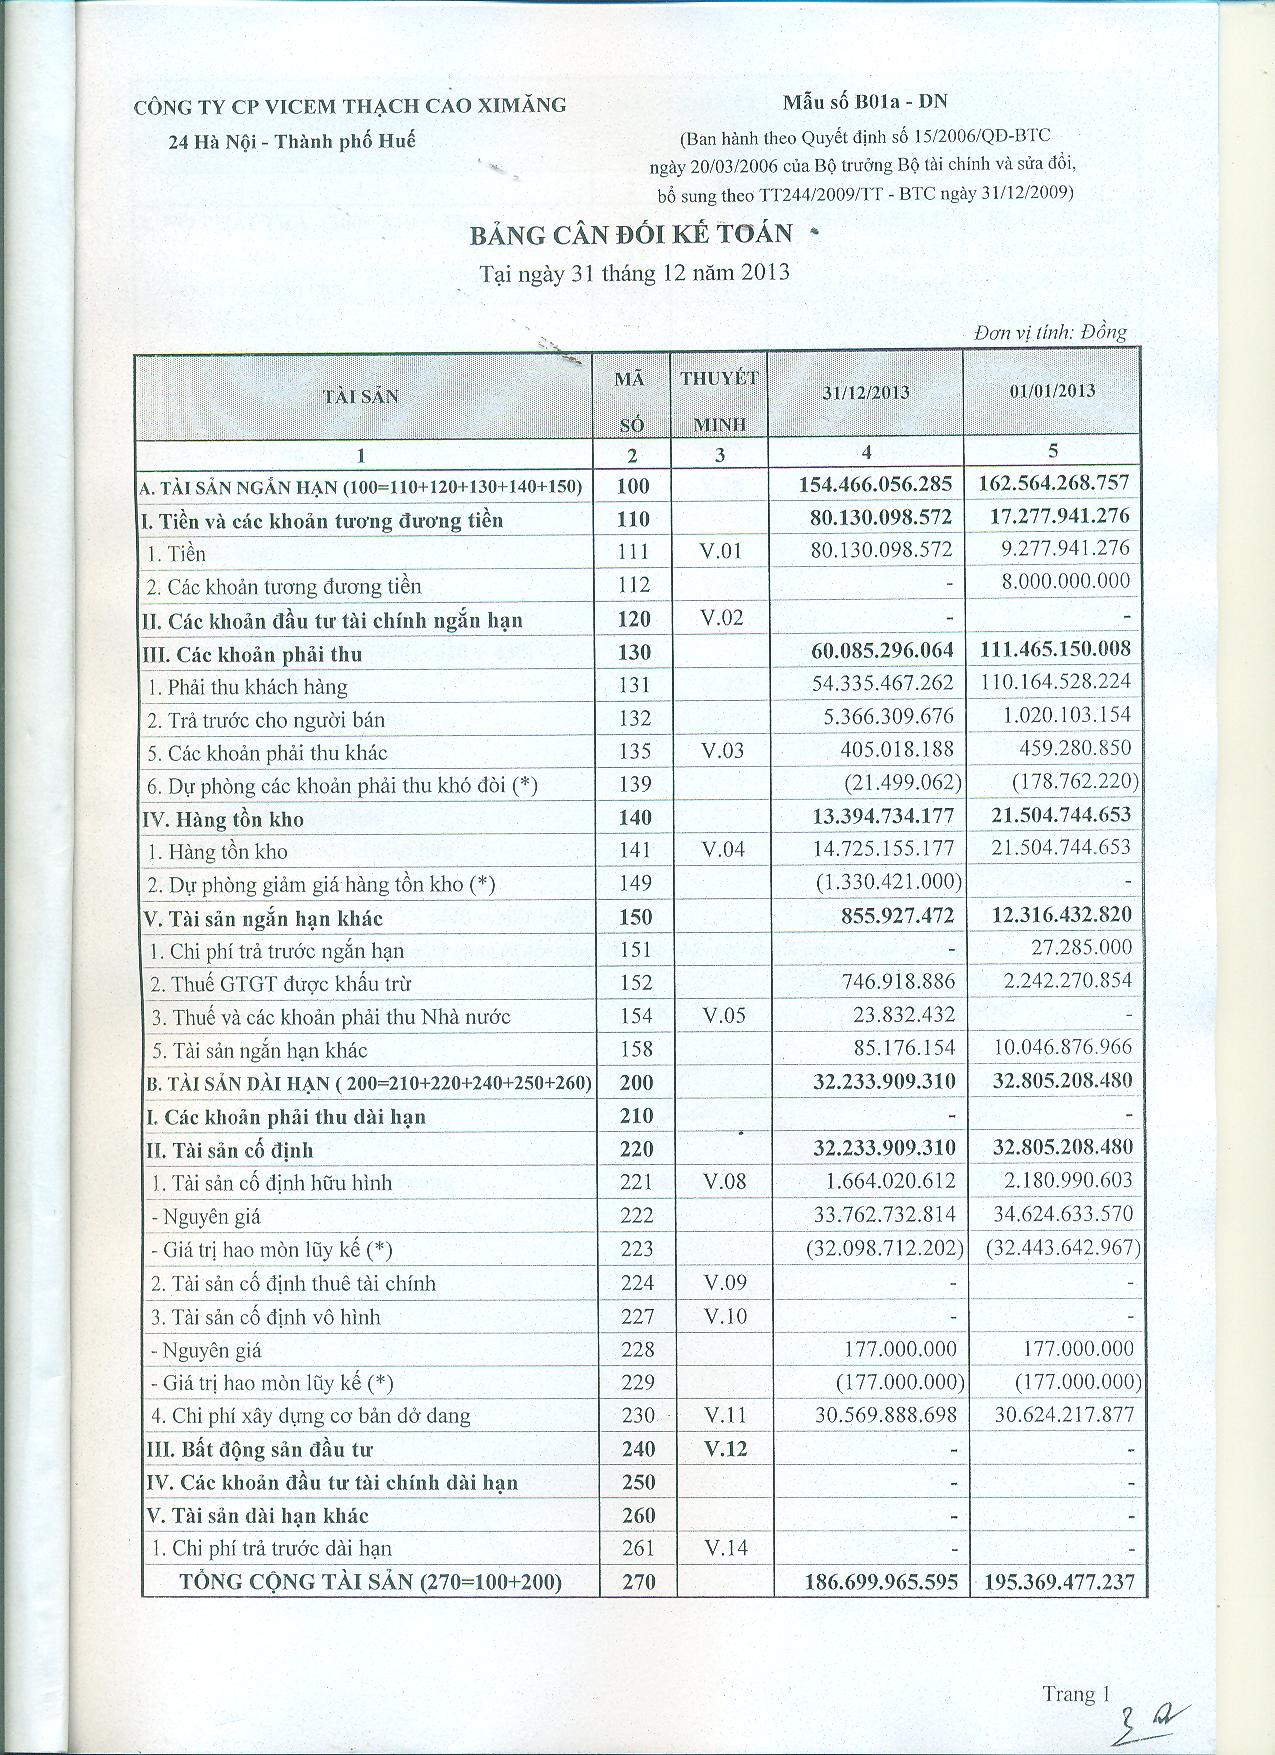 CÔNG TY CP VICEM THẠCH CAO XIMĂNG
24 Hà Nội - Thành phố Huế
Mẫu số B01a - DN
(Ban hành theo Quyết định số 15/2006/QĐ-BTC
ngày 20/03/2006 của Bộ trưởng Bộ tài chính và sửa đổi,
bổ sung theo TT244/2009/TT - BTC ngày 31/12/2009)
BẢNG CÂN ĐỐI KẾ TOÁN
Tại ngày 31 tháng 12 năm 2013
Đơn vị tính: Đồng
TÀI SẢN MÃ SỐ THUYẾT MINH 31/12/2013 01/01/2013
1 2 3 4 5
A. TÀI SẢN NGẮN HẠN (100=110+120+130+140+150) 100 154.466.056.285 162.564.268.757
I. Tiền và các khoản tương đương tiền 110 80.130.098.572 17.277.941.276
1. Tiền 111 V.01 80.130.098.572 9.277.941.276
2. Các khoản tương đương tiền 112 - 8.000.000.000
II. Các khoản đầu tư tài chính ngắn hạn 120 V.02 - -
III. Các khoản phải thu 130 60.085.296.064 111.465.150.008
1. Phải thu khách hàng 131 54.335.467.262 110.164.528.224
2. Trả trước cho người bán 132 5.366.309.676 1.020.103.154
5. Các khoản phải thu khác 135 V.03 405.018.188 459.280.850
6. Dự phòng các khoản phải thu khó đòi (*) 139 (21.499.062) (178.762.220)
IV. Hàng tồn kho 140 13.394.734.177 21.504.744.653
1. Hàng tồn kho 141 V.04 14.725.155.177 21.504.744.653
2. Dự phòng giảm giá hàng tồn kho (*) 149 (1.330.421.000) -
V. Tài sản ngắn hạn khác 150 855.927.472 12.316.432.820
1. Chi phí trả trước ngắn hạn 151 - 27.285.000
2. Thuế GTGT được khấu trừ 152 746.918.886 2.242.270.854
3. Thuế và các khoản phải thu Nhà nước 154 V.05 23.832.432 -
5. Tài sản ngắn hạn khác 158 85.176.154 10.046.876.966
B. TÀI SẢN DÀI HẠN ( 200=210+220+240+250+260) 200 32.233.909.310 32.805.208.480
I. Các khoản phải thu dài hạn 210 - -
II. Tài sản cố định 220 32.233.909.310 32.805.208.480
1. Tài sản cố định hữu hình 221 V.08 1.664.020.612 2.180.990.603
- Nguyên giá 222 33.762.732.814 34.624.633.570
- Giá trị hao mòn lũy kế (*) 223 (32.098.712.202) (32.443.642.967)
2. Tài sản cố định thuê tài chính 224 V.09 - -
3. Tài sản cố định vô hình 227 V.10 - -
- Nguyên giá 228 177.000.000 177.000.000
- Giá trị hao mòn lũy kế (*) 229 (177.000.000) (177.000.000)
4. Chi phí xây dựng cơ bản dở dang 230 V.11 30.569.888.698 30.624.217.877
III. Bất động sản đầu tư 240 V.12 - -
IV. Các khoản đầu tư tài chính dài hạn 250 - -
V. Tài sản dài hạn khác 260 - -
1. Chi phí trả trước dài hạn 261 V.14 - -
TỔNG CỘNG TÀI SẢN (270=100+200) 270 186.699.965.595 195.369.477.237
Trang 1